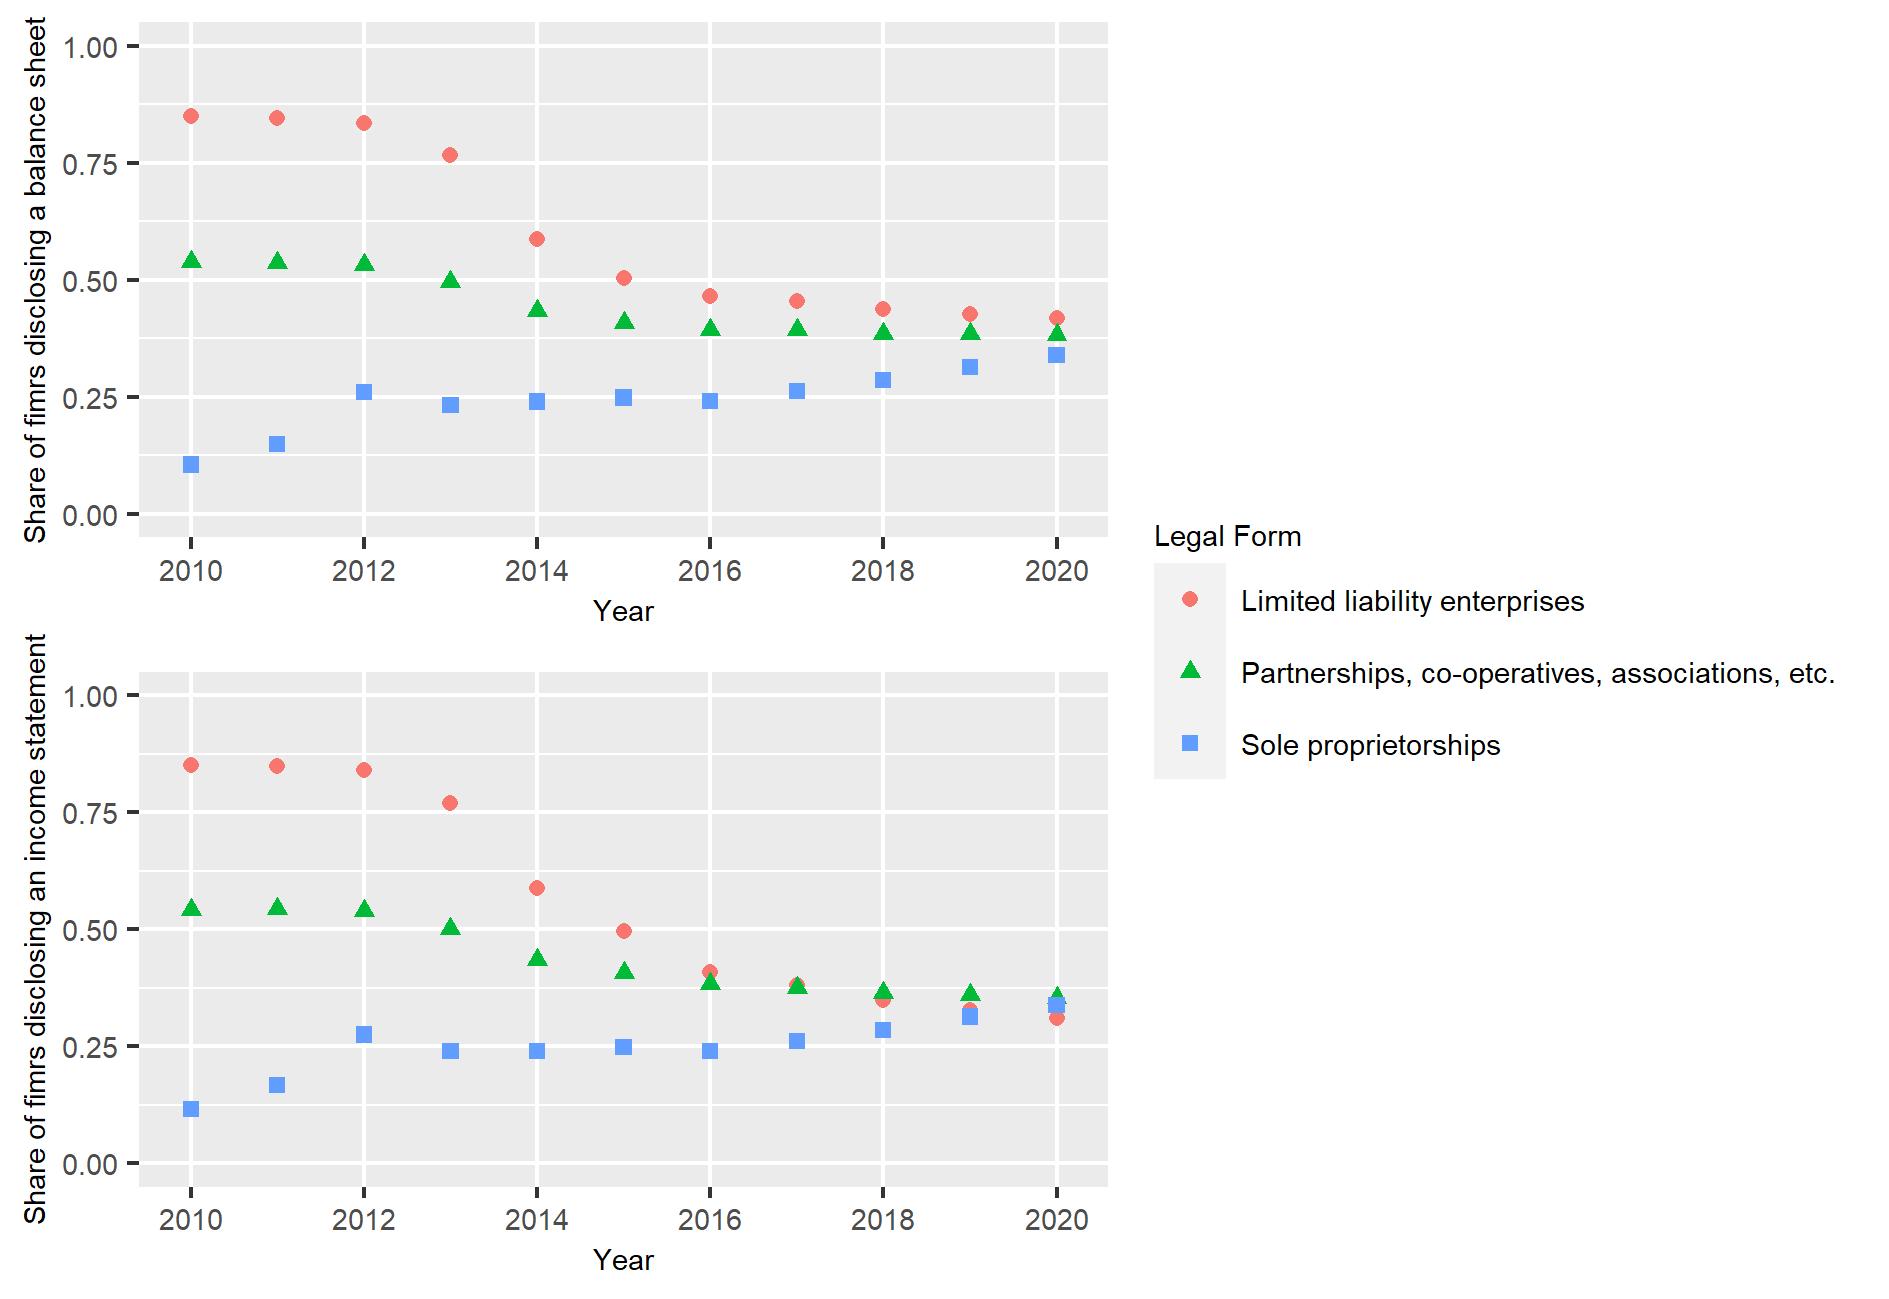 Share of fimrs disclosing a balance sheet
1.00
0.75
0.50
0.25
0.00
2010 2012 2014 2016 2018 2020
Year
Share of fimrs disclosing an income statement
1.00
0.75
0.50
0.25
0.00
2010 2012 2014 2016 2018 2020
Year
Legal Form
Limited liability enterprises
Partnerships, co-operatives, associations, etc.
Sole proprietorships